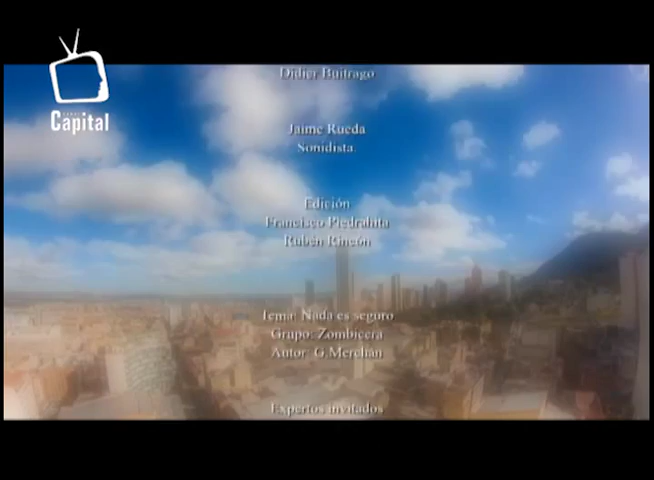 Capital
Didier Buitrago
Jaime Rueda
Sonidista
Edición
Francisco Piedrahita
Rubén Rincón
Tema: Nada es seguro
Grupo: Zombicera
Autor: G.Merchán
Expertos invitados